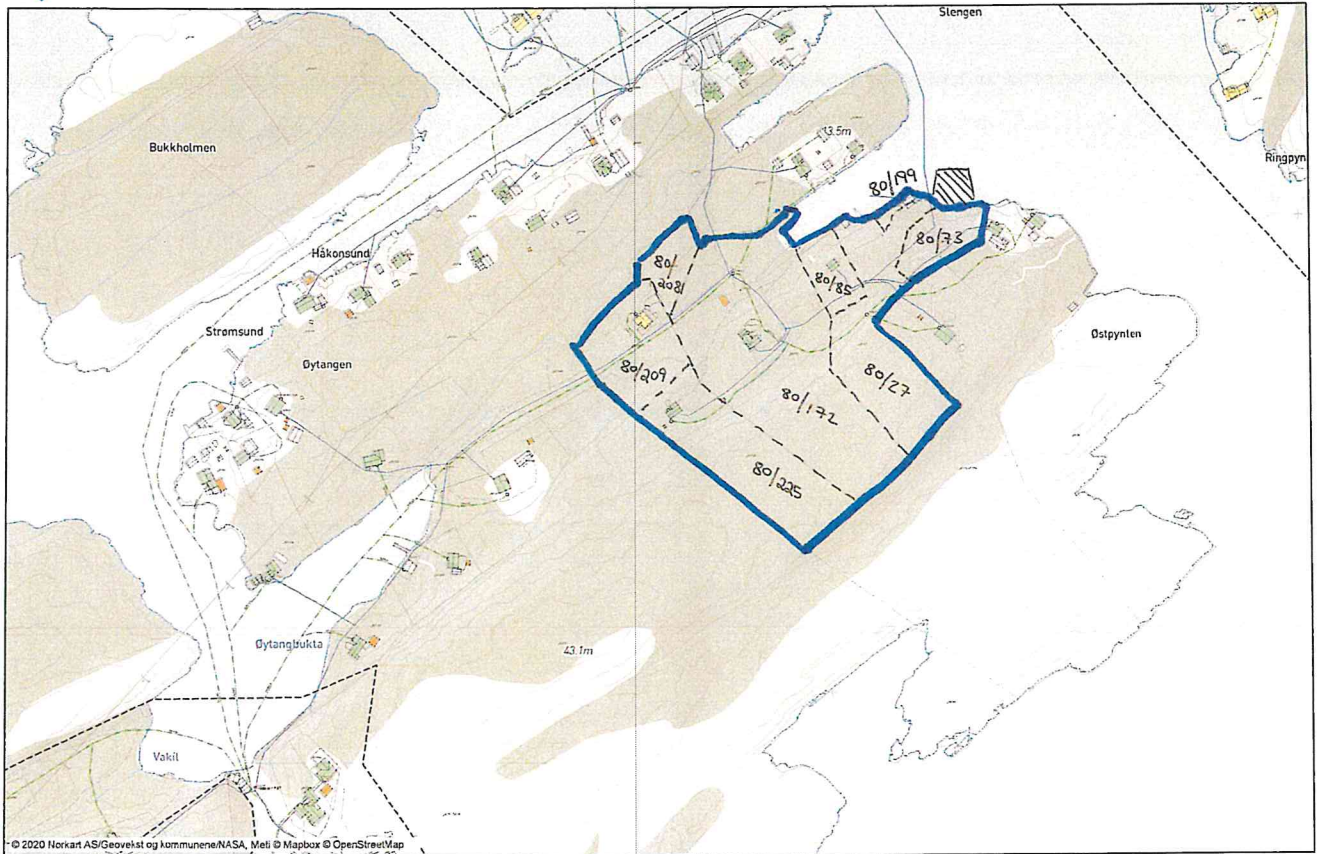 Slengen
Bukkholmen
13.5m
Ringpyn
80/199
80/73
Håkonsund
80/
208
80/85
Strømsund
Østpynten
Øytangen
80/209
80/27
80/172
80/225
Øytangbukta
43.1m
Vakil
© 2020 Norkart AS/Geovekst og kommunene/NASA, Meti © Mapbox © OpenStreetMap